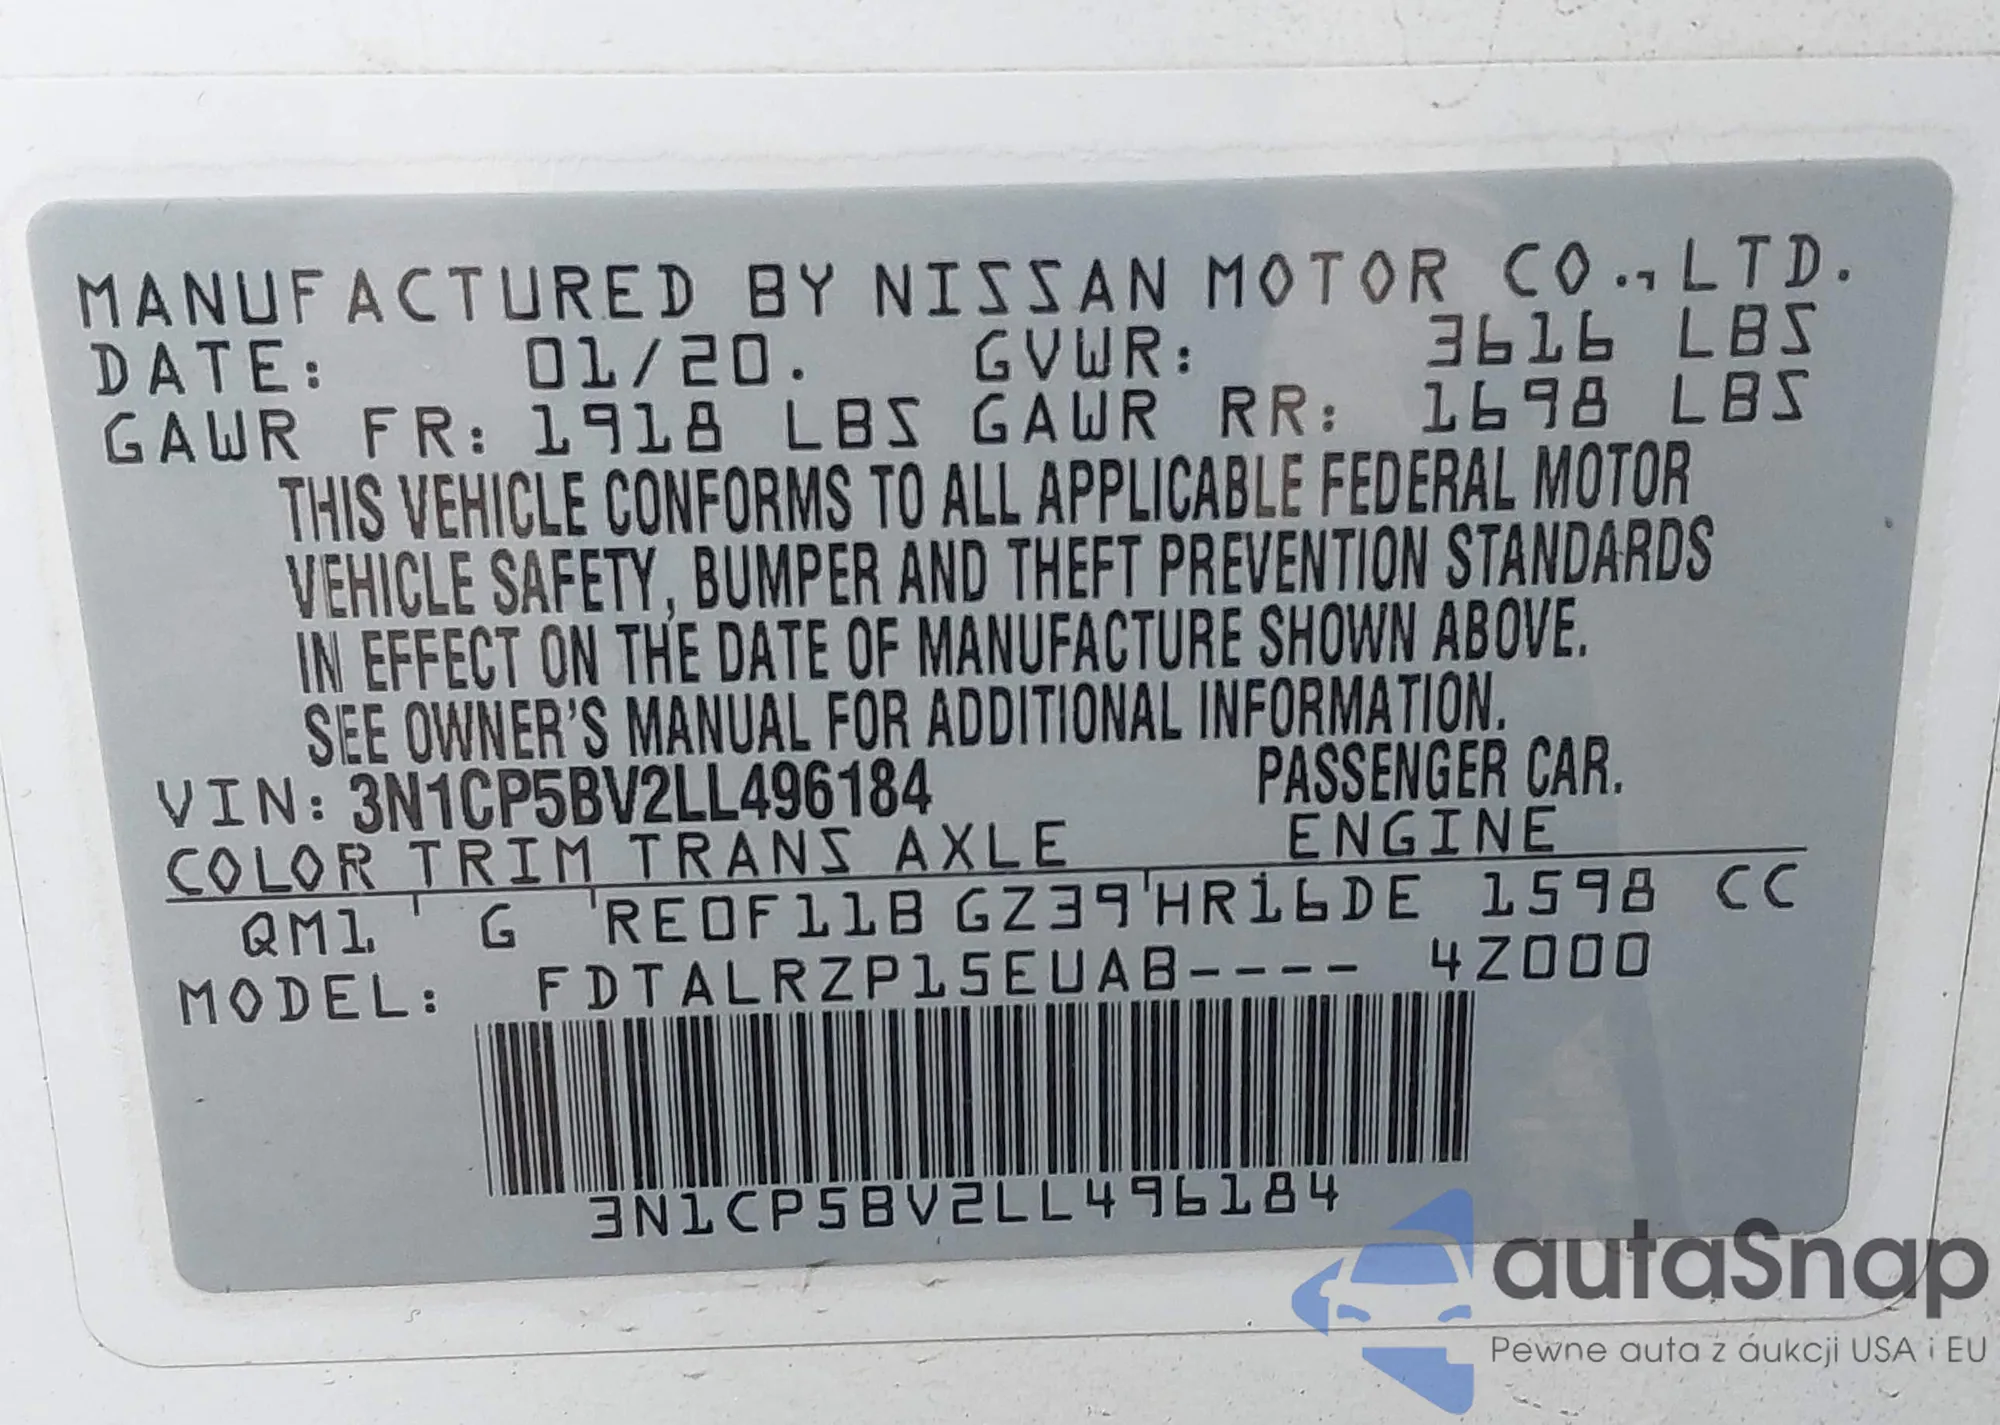 MANUFACTURED BY NISSAN MOTOR CO., LTD.
DATE: 01/20. GVWR: 3616 LBS
GAWR FR: 1918 LBS GAWR RR: 1698 LBS
THIS VEHICLE CONFORMS TO ALL APPLICABLE FEDERAL MOTOR
VEHICLE SAFETY, BUMPER AND THEFT PREVENTION STANDARDS
IN EFFECT ON THE DATE OF MANUFACTURE SHOWN ABOVE.
SEE OWNER'S MANUAL FOR ADDITIONAL INFORMATION.
VIN: 3N1CP5BV2LL496184 PASSENGER CAR.
COLOR TRIM TRANS AXLE ENGINE
QM1 G RE0F11B GZ39 HR16DE 1598 CC
MODEL: FDTALRZP15EUAB---- 4Z000
3N1CP5BV2LL496184
autaSnap
Pewne auta z aukcji USA i EU